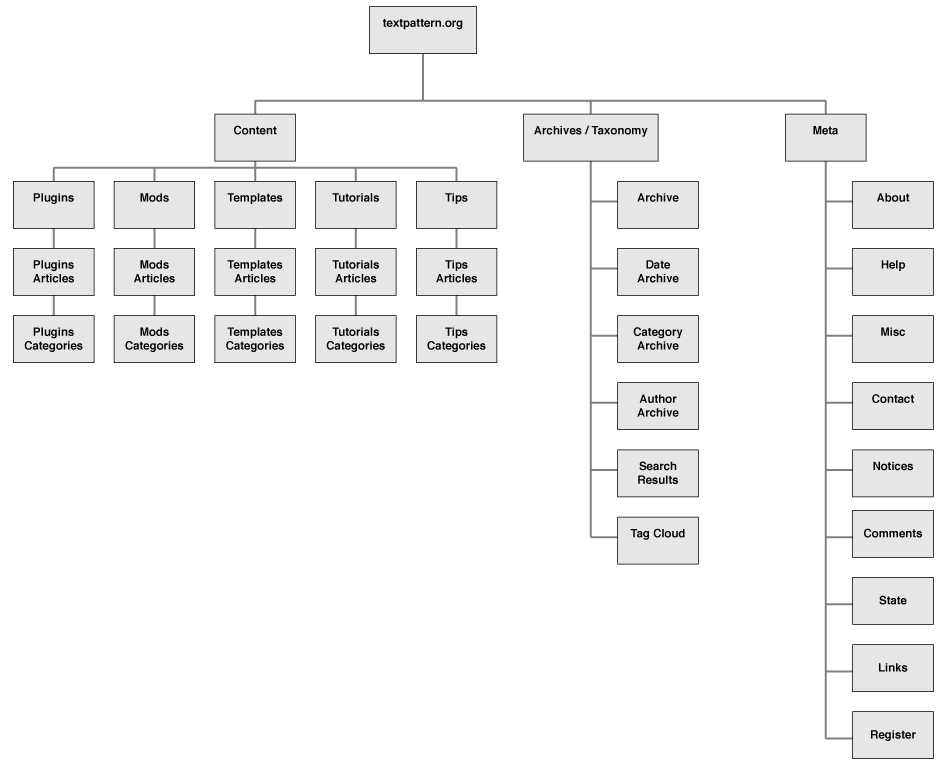 textpattern.org
Content
Archives / Taxonomy
Meta
Plugins
Mods
Templates
Tutorials
Tips
Archive
About
Plugins
Articles
Mods
Articles
Templates
Articles
Tutorials
Articles
Tips
Articles
Date
Archive
Help
Plugins
Categories
Mods
Categories
Templates
Categories
Tutorials
Categories
Tips
Categories
Category
Archive
Misc
Author
Archive
Contact
Search
Results
Notices
Tag Cloud
Comments
State
Links
Register